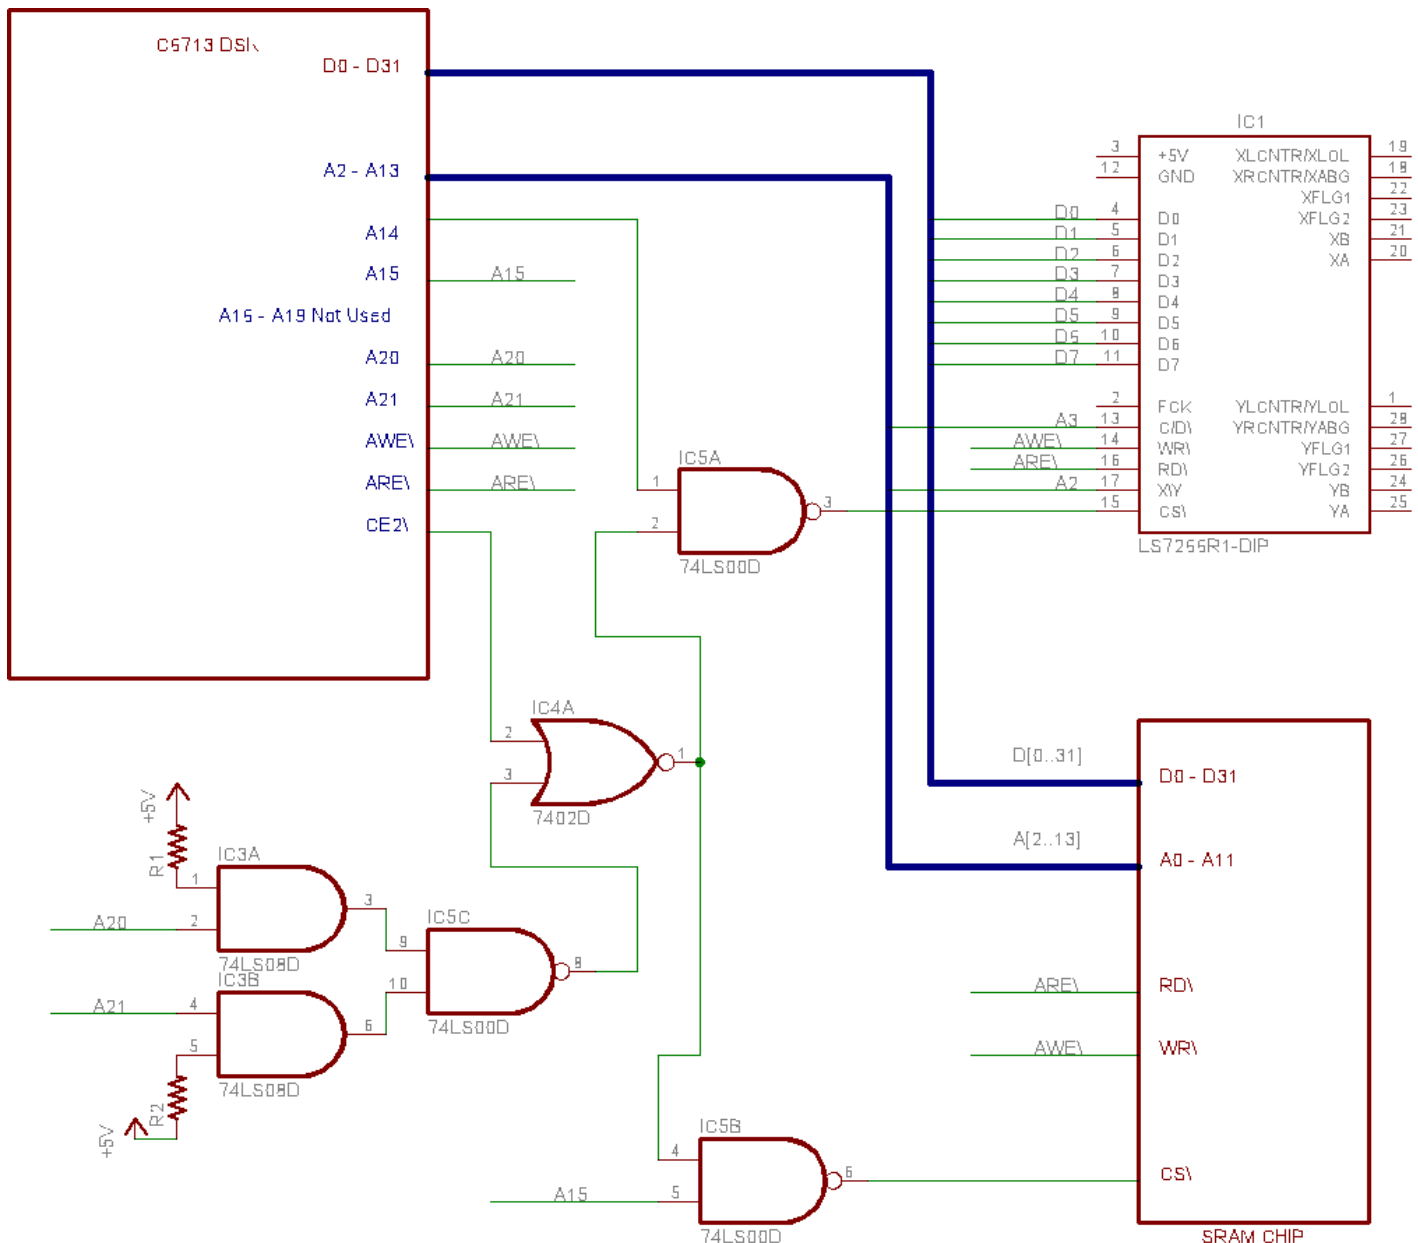 C6713 DSK
D0 - D31
A2 - A13
A14
A15
A15
A16 - A19 Not Used
A20
A20
A21
A21
AWE\
AWE\
ARE\
ARE\
CE2\
IC1
3
+5V
XLCNTR/XLOL
19
12
GND
XRCNTR/XABG
18
XFLG1
22
D0
4
D0
XFLG2
23
D1
5
D1
XB
21
D2
6
D2
XA
20
D3
7
D3
D4
8
D4
D5
9
D5
D6
10
D6
D7
11
D7
2
FCK
YLCNTR/YLOL
1
A3
13
C/D\
YRCNTR/YABG
28
AWE\
14
WR\
YFLG1
27
ARE\
16
RD\
YFLG2
26
A2
17
X\Y
YB
24
15
CS\
YA
25
LS7266R1-DIP
IC5A
1
2
3
74LS00D
IC4A
2
3
1
7402D
+5V
R1
IC3A
1
A20
2
3
74LS08D
IC3B
A21
4
5
6
74LS08D
R2
+5V
IC5C
9
10
8
74LS00D
IC5B
4
A15
5
6
74LS00D
D[0..31]
D0 - D31
A[2..13]
A0 - A11
ARE\
RD\
AWE\
WR\
CS\
SRAM CHIP